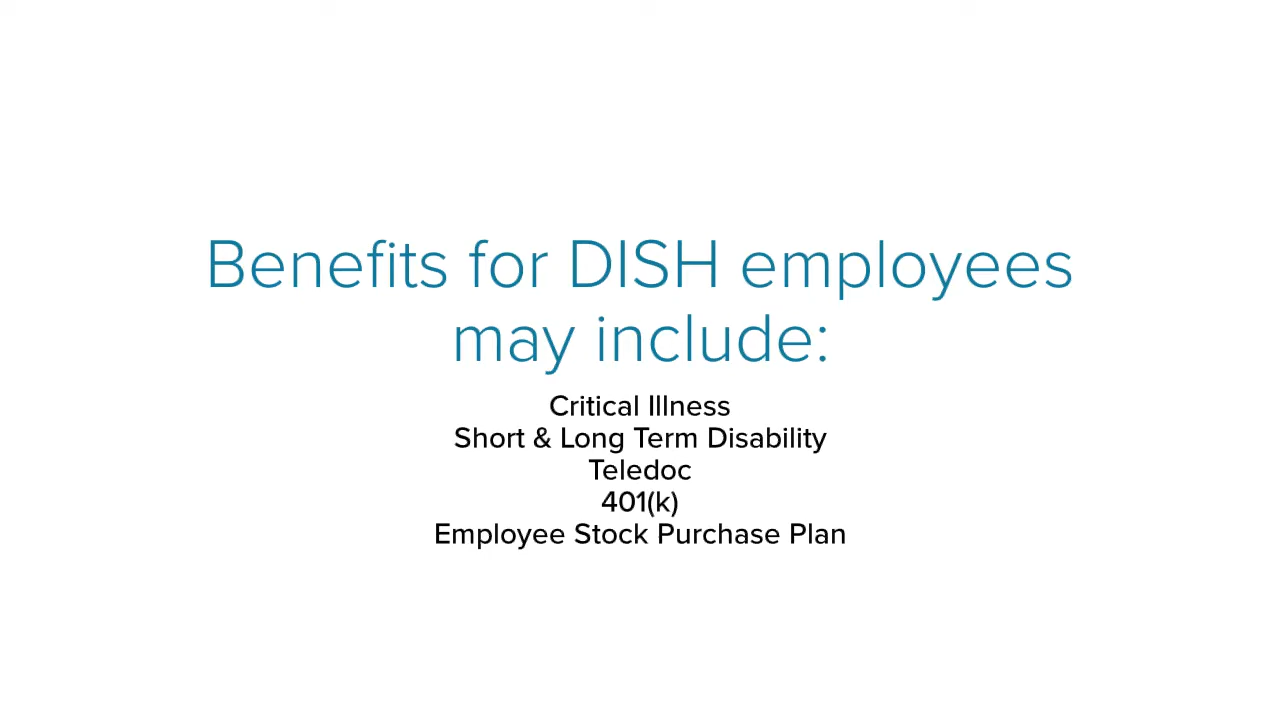 Benefits for DISH employees
may include:
Critical Illness
Short & Long Term Disability
Teledoc
401(k)
Employee Stock Purchase Plan